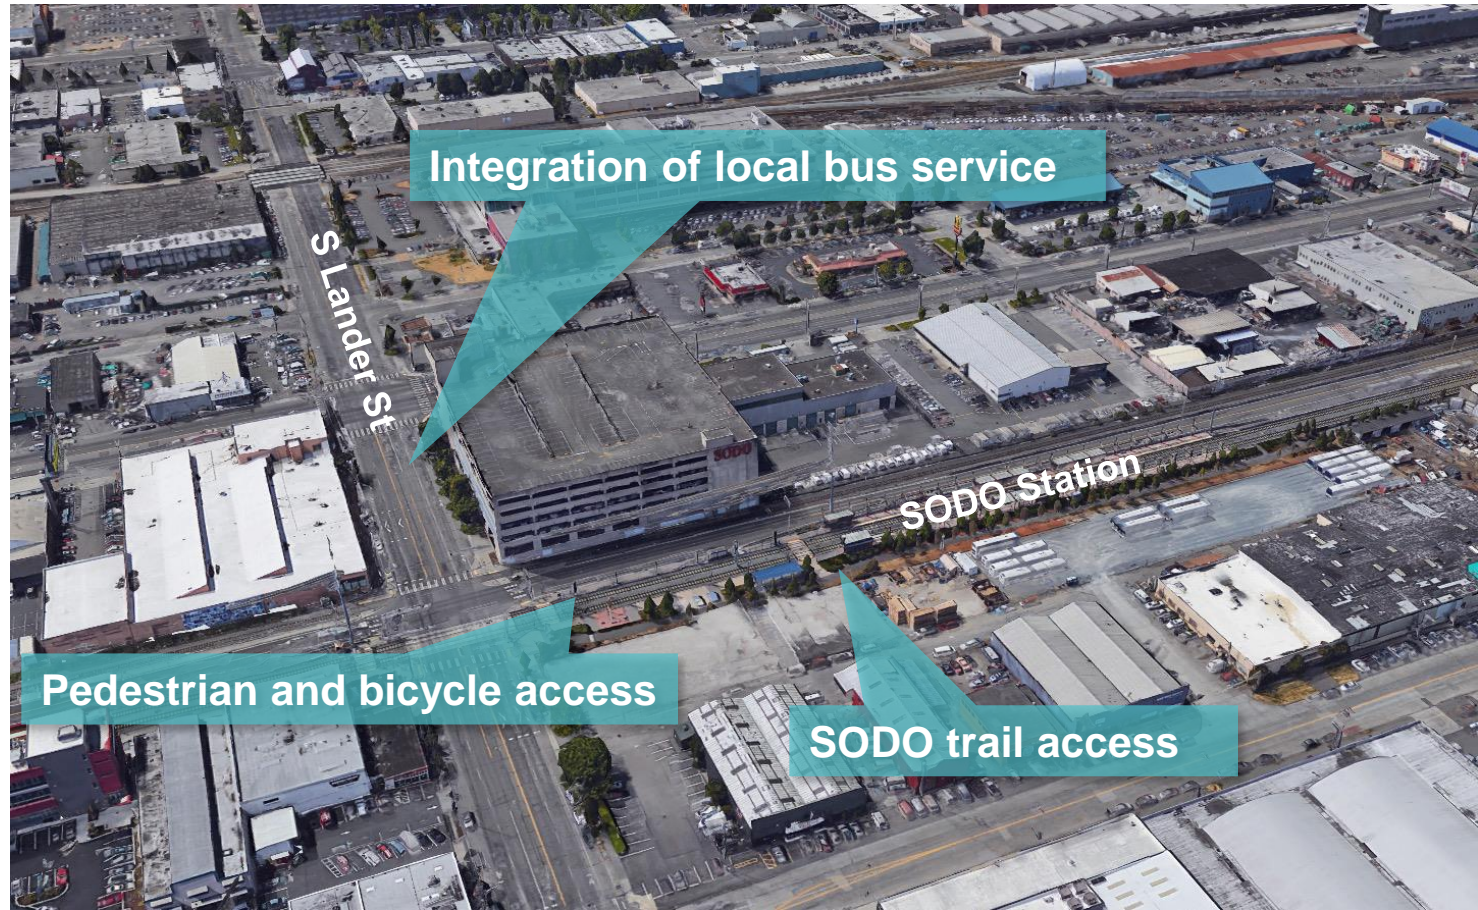 Integration of local bus service
S Lander St
SODO
SODO Station
Pedestrian and bicycle access
SODO trail access